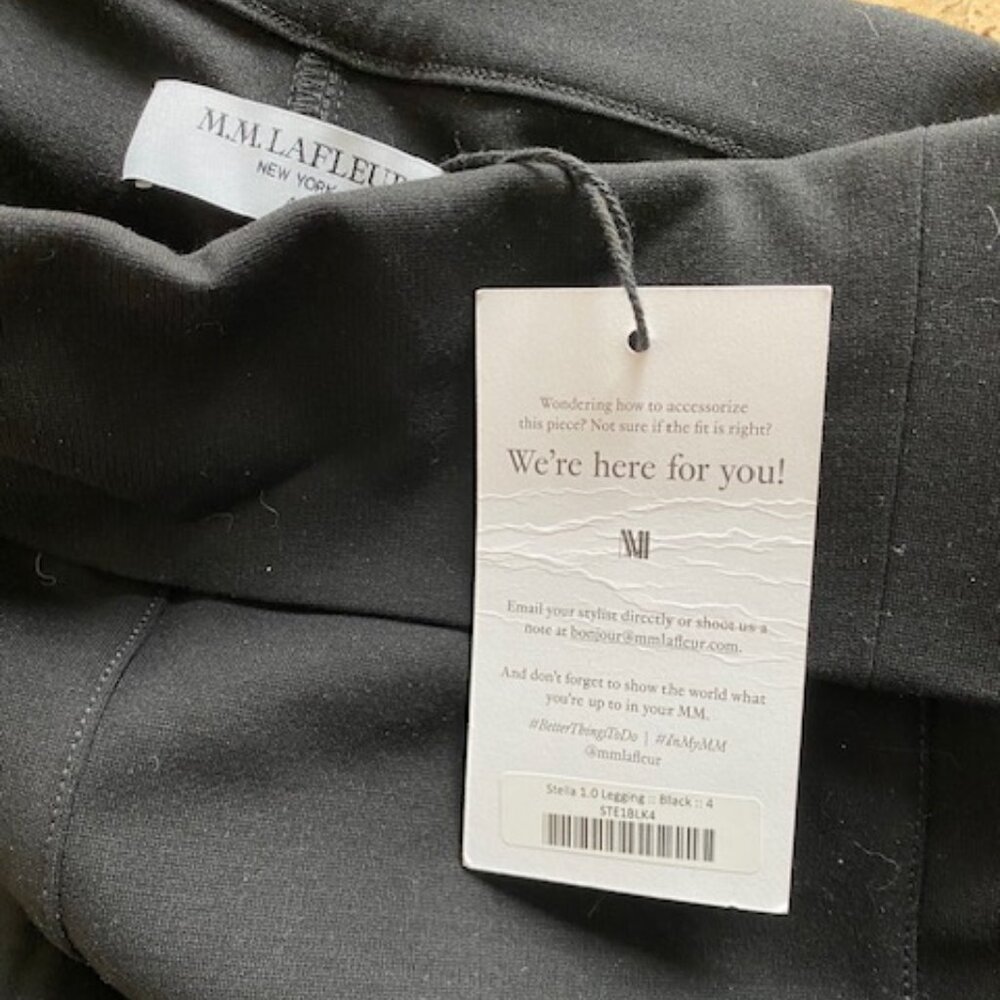 M.M.LAFLEUR
NEW YORK
Wondering how to accessorize
this piece? Not sure if the fit is right?
We're here for you!
MM
Email your stylist directly or shoot us a
note at bonjour@mmlafleur.com.
And don't forget to show the world what
you're up to in your M.M.
#BetterThingsToDo | #InMyMM
@mmlafleur
Stella 1.0 Legging :: Black :: 4
STE1BLK4